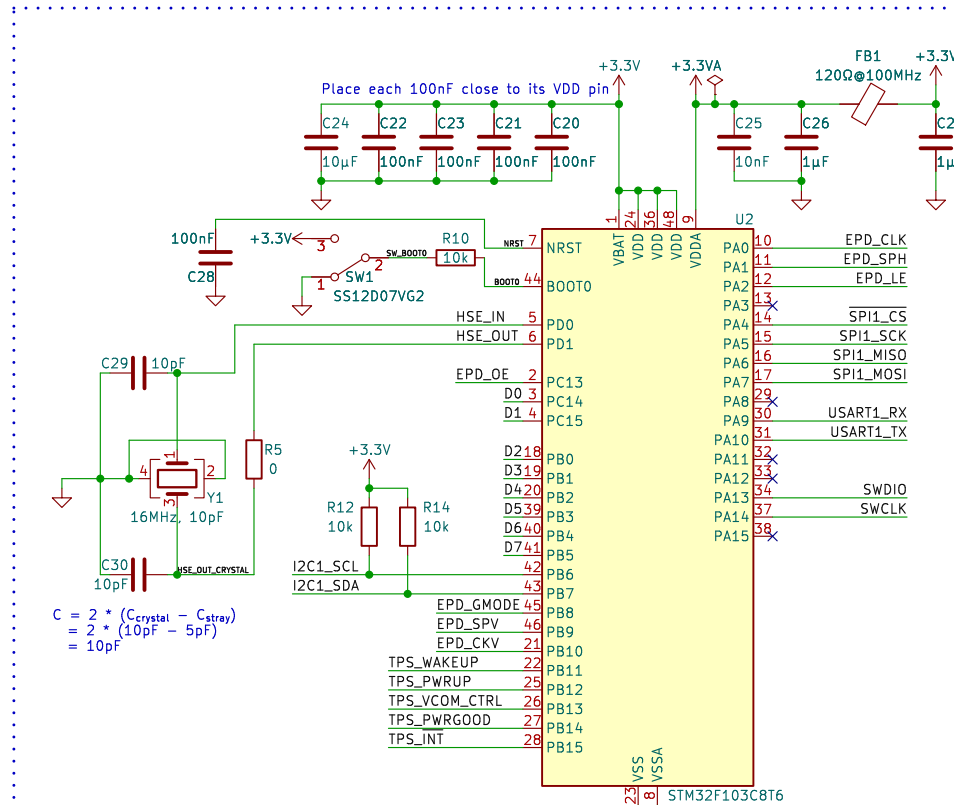 Place each 100nF close to its VDD pin
+3.3V
+3.3VA
FB1
120Ω@100MHz
+3.3V
C24
10µF
C22
100nF
C23
100nF
C21
100nF
C20
100nF
C25
10nF
C26
1µF
C2
1µ
100nF
C28
+3.3V
3
2
1
SW1
SS12D07VG2
SW_BOOT0
R10
10k
NRST
BOOT0
HSE_IN
HSE_OUT
C29
10pF
1
4
2
3
Y1
16MHz, 10pF
R5
0
C30
10pF
HSE_OUT_CRYSTAL
C = 2 * (Ccrystal – Cstray)
= 2 * (10pF – 5pF)
= 10pF
+3.3V
R12
10k
R14
10k
EPD_OE
D0
D1
D2
D3
D4
D5
D6
D7
I2C1_SCL
I2C1_SDA
EPD_GMODE
EPD_SPV
EPD_CKV
TPS_WAKEUP
TPS_PWRUP
TPS_VCOM_CTRL
TPS_PWRGOOD
TPS_INT
U2
1 VBAT
24 VDD
36 VDD
48 VDD
9 VDDA
7 NRST
44 BOOT0
5 PD0
6 PD1
2 PC13
3 PC14
4 PC15
18 PB0
19 PB1
20 PB2
39 PB3
40 PB4
41 PB5
42 PB6
43 PB7
45 PB8
46 PB9
21 PB10
22 PB11
25 PB12
26 PB13
27 PB14
28 PB15
PA0 10 EPD_CLK
PA1 11 EPD_SPH
PA2 12 EPD_LE
PA3 13
PA4 14 SPI1_CS
PA5 15 SPI1_SCK
PA6 16 SPI1_MISO
PA7 17 SPI1_MOSI
PA8 29
PA9 30 USART1_RX
PA10 31 USART1_TX
PA11 32
PA12 33
PA13 34 SWDIO
PA14 37 SWCLK
PA15 38
VSS 23
VSSA 8
STM32F103C8T6